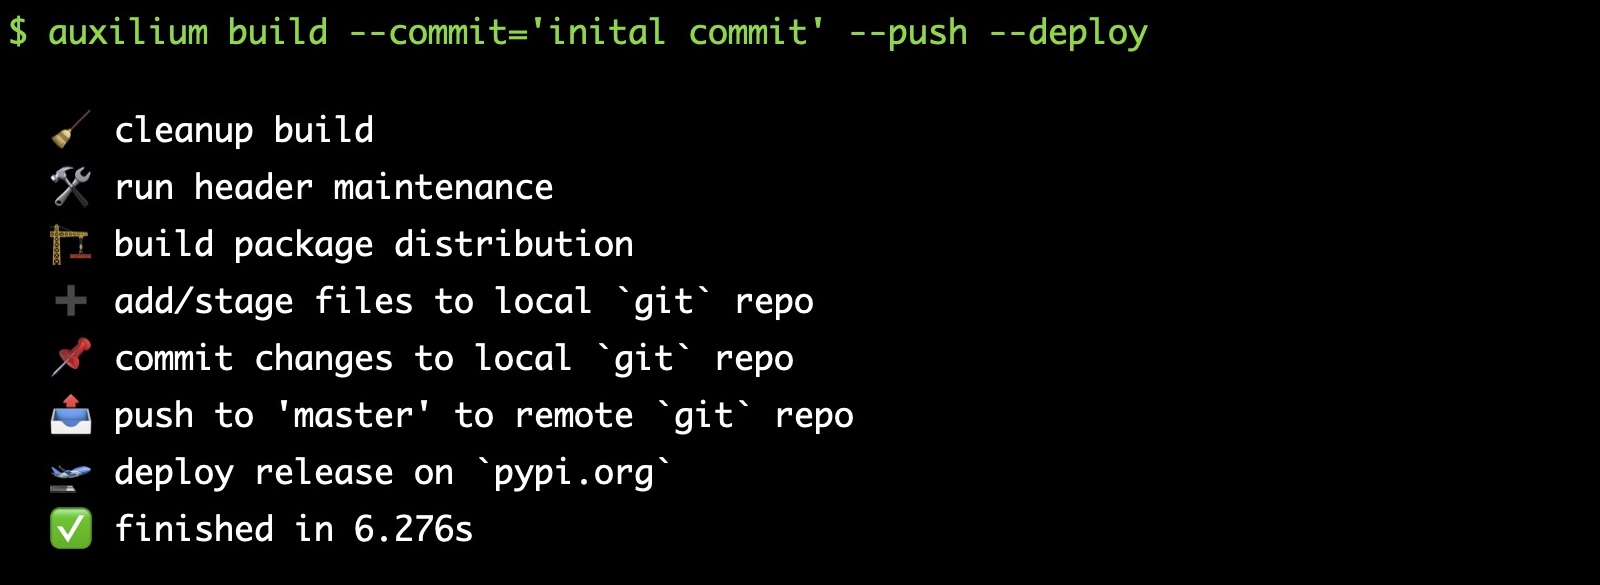 $ auxilium build --commit='inital commit' --push --deploy
cleanup build
run header maintenance
build package distribution
add/stage files to local `git` repo
commit changes to local `git` repo
push to 'master' to remote `git` repo
deploy release on `pypi.org`
finished in 6.276s